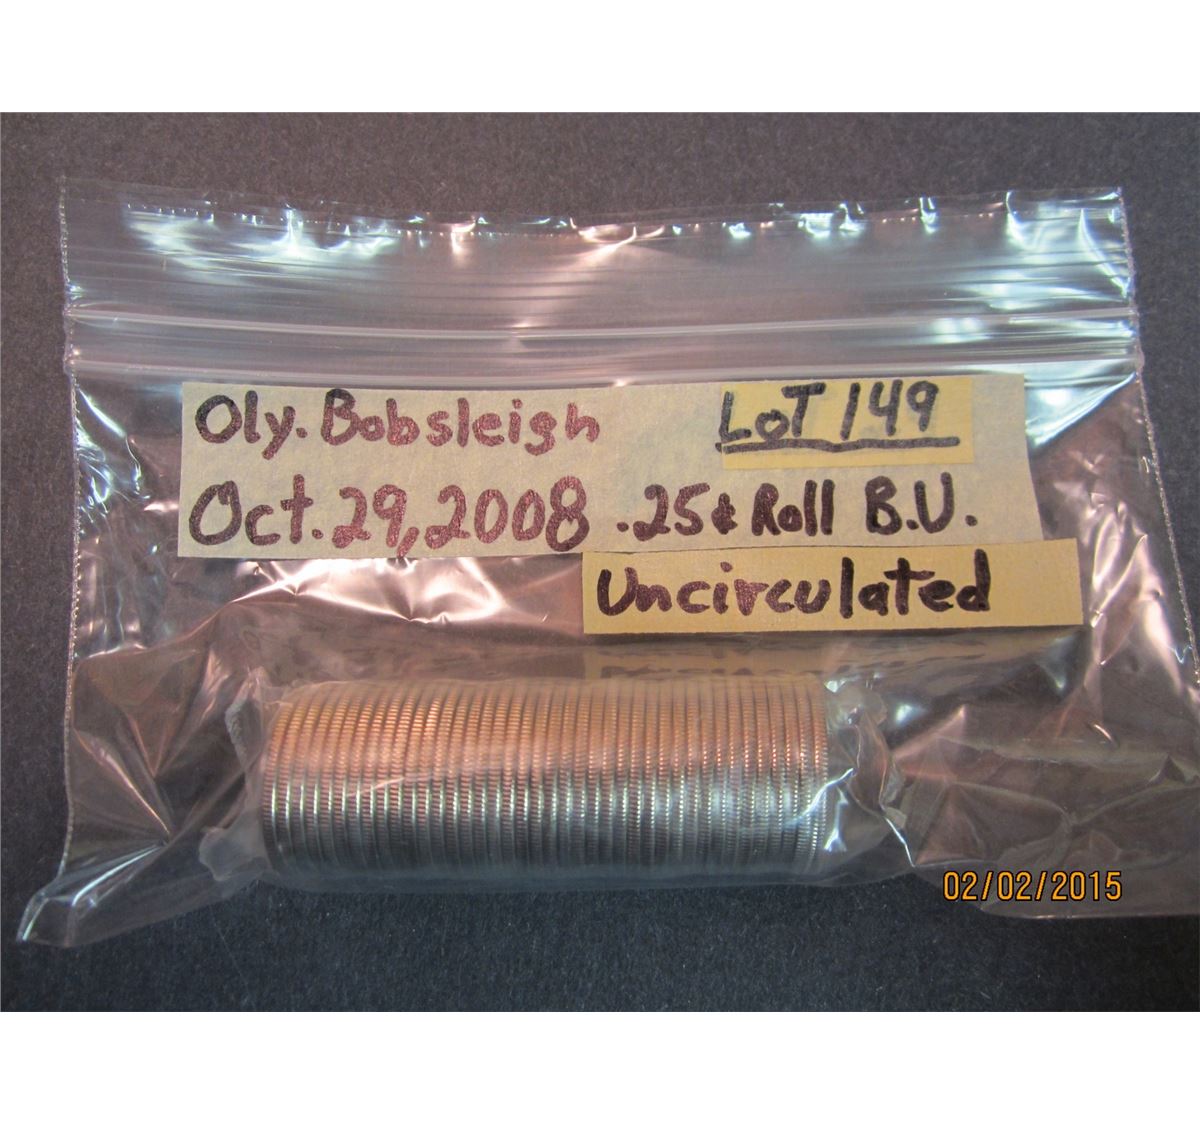 Oly. Bobsleigh LOT 149
Oct. 29, 2008 .25¢ Roll B.U.
Uncirculated
02/02/2015